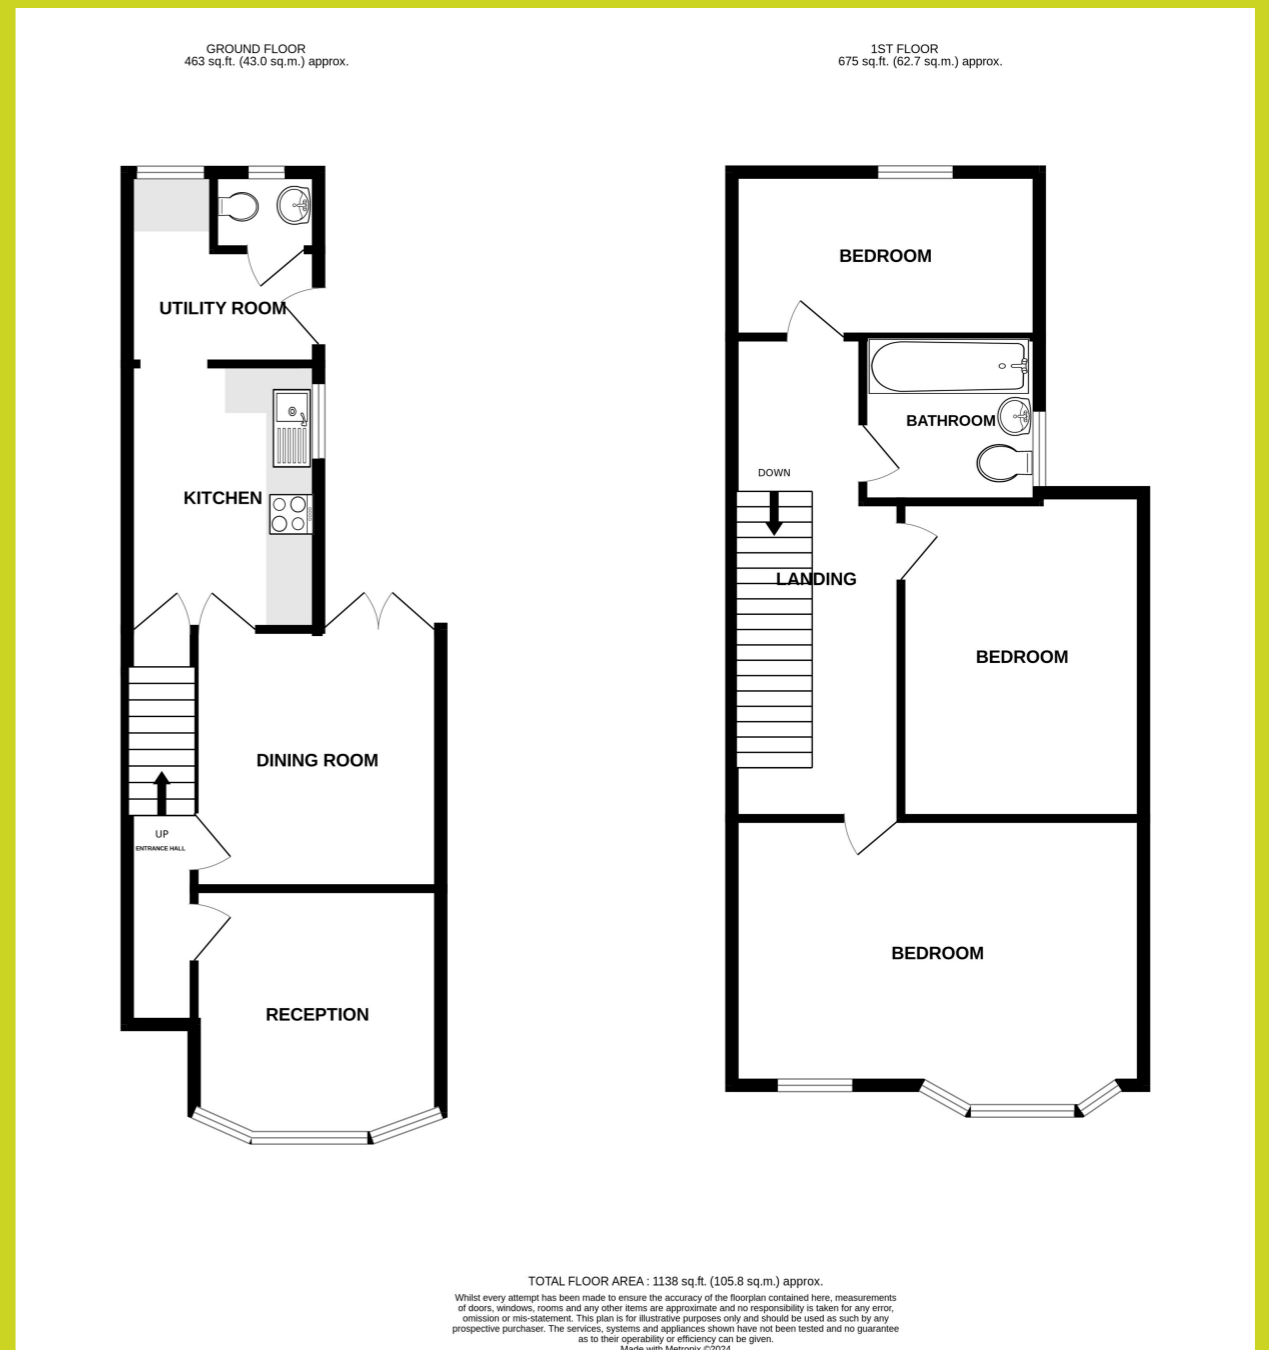 GROUND FLOOR
463 sq.ft. (43.0 sq.m.) approx.
1ST FLOOR
675 sq.ft. (62.7 sq.m.) approx.
UTILITY ROOM
KITCHEN
DINING ROOM
UP
ENTRANCE HALL
RECEPTION
BEDROOM
BATHROOM
DOWN
LANDING
BEDROOM
BEDROOM
TOTAL FLOOR AREA : 1138 sq.ft. (105.8 sq.m.) approx.
Whilst every attempt has been made to ensure the accuracy of the floorplan contained here, measurements
of doors, windows, rooms and any other items are approximate and no responsibility is taken for any error,
omission or mis-statement. This plan is for illustrative purposes only and should be used as such by any
prospective purchaser. The services, systems and appliances shown have not been tested and no guarantee
as to their operability or efficiency can be given.
Made with Metropix ©2024